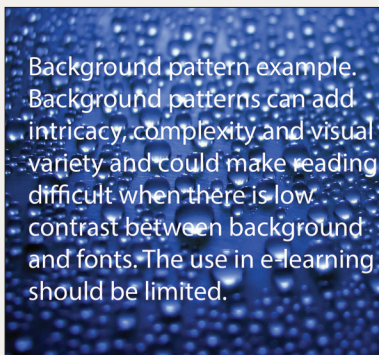 Background pattern example.
Background patterns can add
intricacy, complexity and visual
variety and could make reading
difficult when there is low
contrast between background
and fonts. The use in e-learning
should be limited.